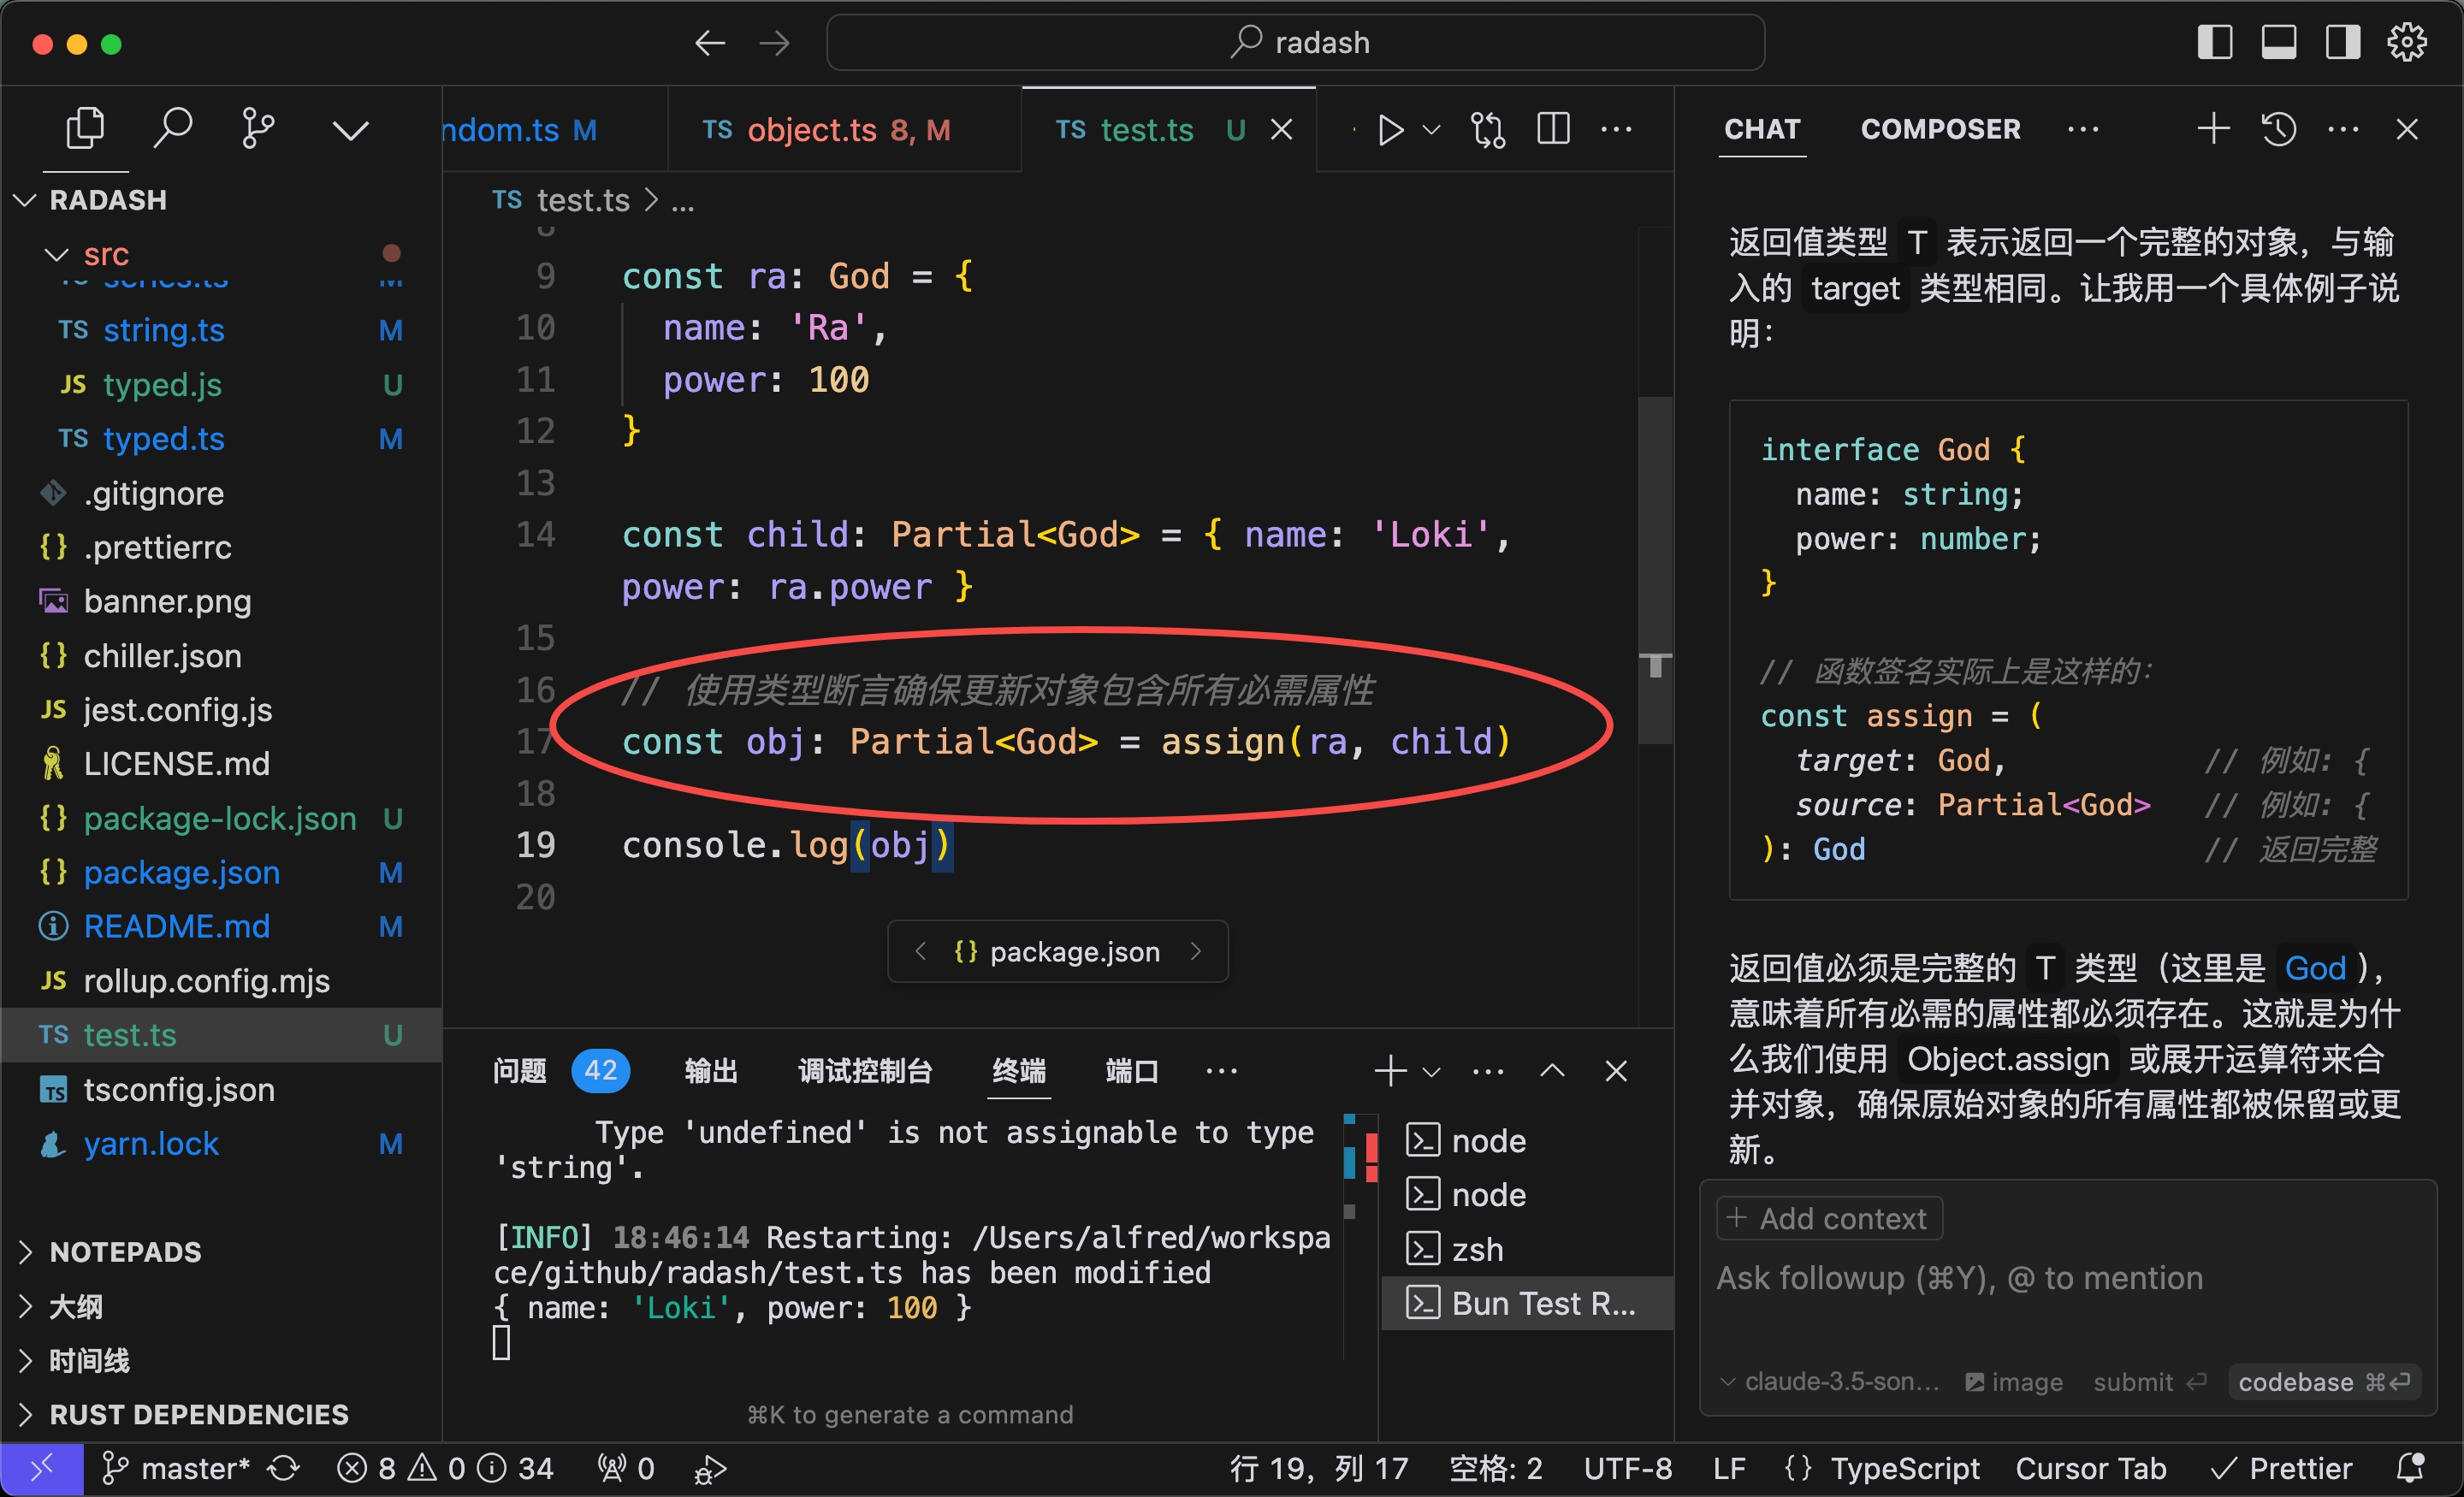 radash
RADASH
src
series.ts M
TS string.ts M
JS typed.js U
TS typed.ts M
.gitignore
{} .prettierrc
banner.png
{} chiller.json
JS jest.config.js
LICENSE.md
{} package-lock.json U
{} package.json M
README.md M
JS rollup.config.mjs
TS test.ts U
TS tsconfig.json
yarn.lock M
NOTEPADS
大纲
时间线
RUST DEPENDENCIES
ndom.ts M
TS object.ts 8, M
TS test.ts U
TS test.ts > ...
8
9 const ra: God = {
10 name: 'Ra',
11 power: 100
12 }
13
14 const child: Partial<God> = { name: 'Loki',
power: ra.power }
15
16 // 使用类型断言确保更新对象包含所有必需属性
17 const obj: Partial<God> = assign(ra, child)
18
19 console.log(obj)
20
{} package.json
问题 42 输出 调试控制台 终端 端口 ...
Type 'undefined' is not assignable to type
'string'.
[INFO] 18:46:14 Restarting: /Users/alfred/workspa
ce/github/radash/test.ts has been modified
{ name: 'Loki', power: 100 }
⌘K to generate a command
node
node
zsh
Bun Test R...
CHAT COMPOSER ...
返回值类型 T 表示返回一个完整的对象，与输
入的 target 类型相同。让我用一个具体例子说
明：
interface God {
name: string;
power: number;
}
// 函数签名实际上是这样的：
const assign = (
target: God, // 例如: {
source: Partial<God> // 例如: {
): God // 返回完整
返回值必须是完整的 T 类型（这里是 God），
意味着所有必需的属性都必须存在。这就是为什
么我们使用 Object.assign 或展开运算符来合
并对象，确保原始对象的所有属性都被保留或更
新。
+ Add context
Ask followup (⌘Y), @ to mention
claude-3.5-son... image submit ⏎ codebase ⌘⏎
master* 8 0 34 0 行 19，列 17 空格: 2 UTF-8 LF {} TypeScript Cursor Tab Prettier